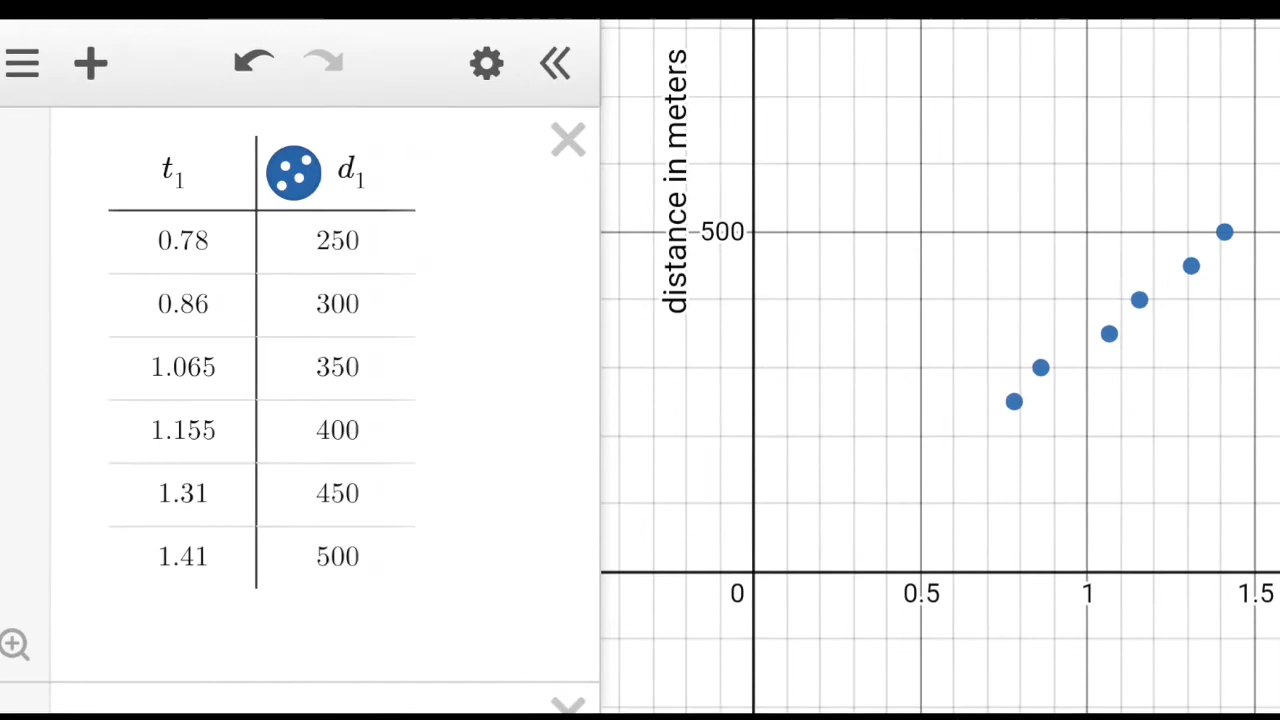 t₁ d₁
0.78 250
0.86 300
1.065 350
1.155 400
1.31 450
1.41 500
distance in meters
500
0 0.5 1 1.5